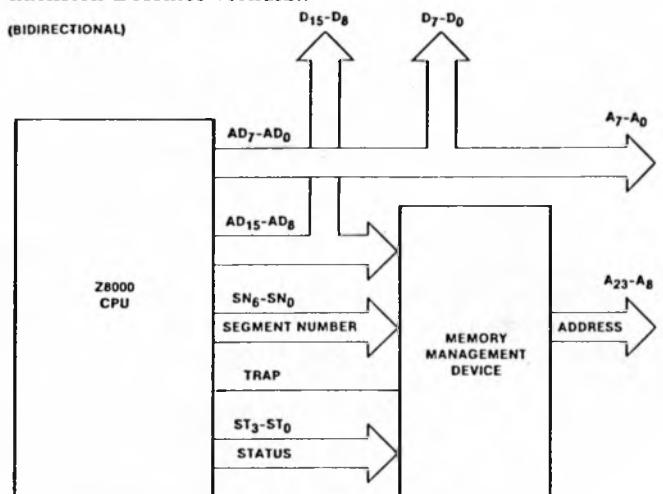 (BIDIRECTIONAL)
D15-D8
D7-D0
AD7-AD0
A7-A0
AD15-AD8
Z8000
CPU
SN6-SN0
SEGMENT NUMBER
A23-A8
ADDRESS
MEMORY
MANAGEMENT
DEVICE
TRAP
ST3-ST0
STATUS